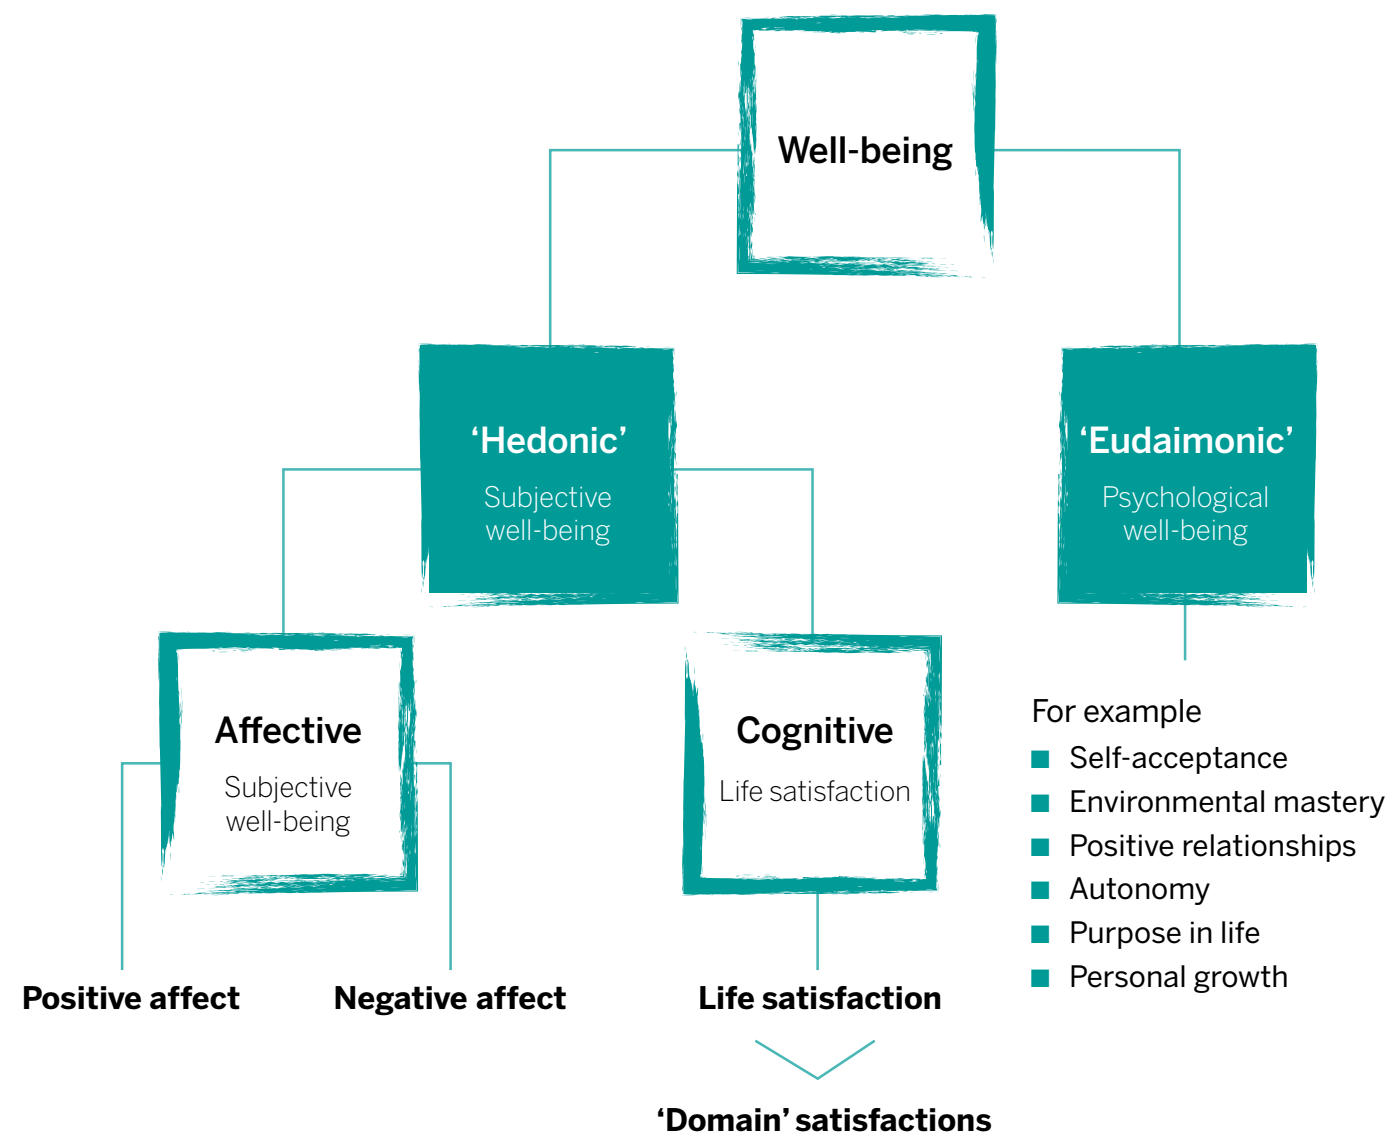 Well-being
‘Hedonic’
Subjective
well-being
‘Eudaimonic’
Psychological
well-being
Affective
Subjective
well-being
Cognitive
Life satisfaction
Positive affect
Negative affect
Life satisfaction
‘Domain’ satisfactions
For example
Self-acceptance
Environmental mastery
Positive relationships
Autonomy
Purpose in life
Personal growth